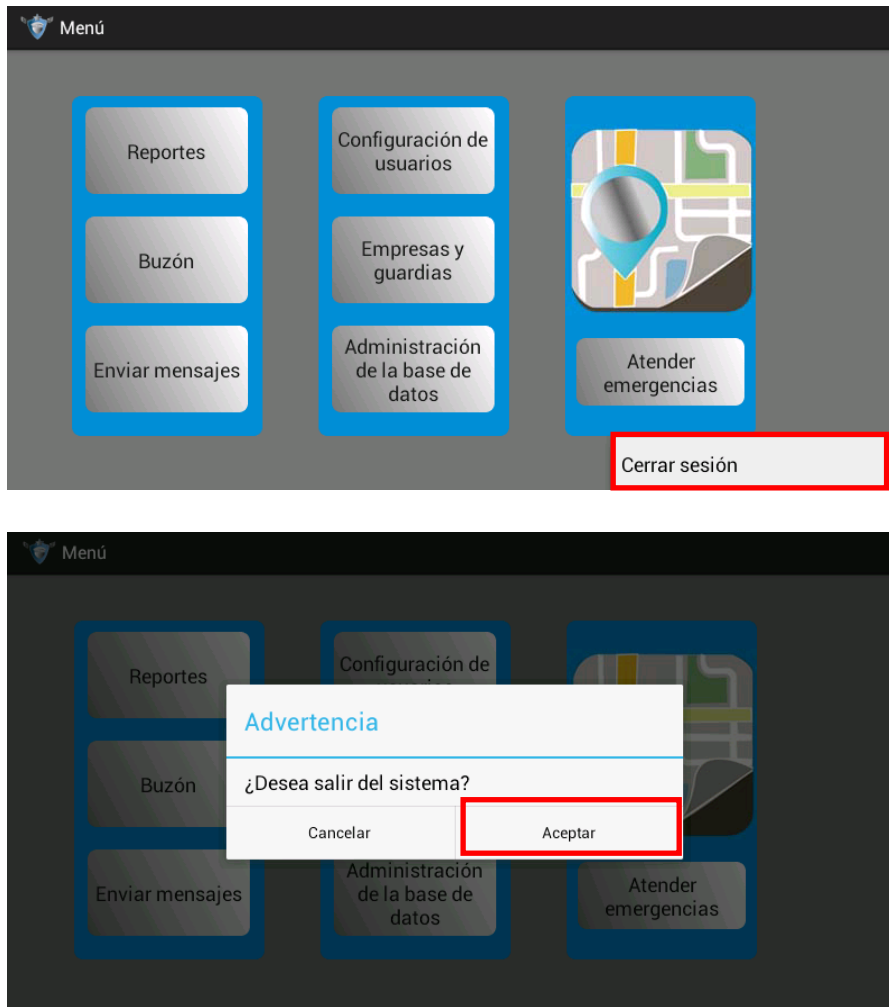 Menú
Reportes
Buzón
Enviar mensajes
Configuración de
usuarios
Empresas y
guardias
Administración
de la base de
datos
Atender
emergencias
Cerrar sesión
Menú
Reportes
Buzón
Enviar mensajes
Configuración de
Administración
de la base de
datos
Atender
emergencias
Advertencia
¿Desea salir del sistema?
Cancelar
Aceptar